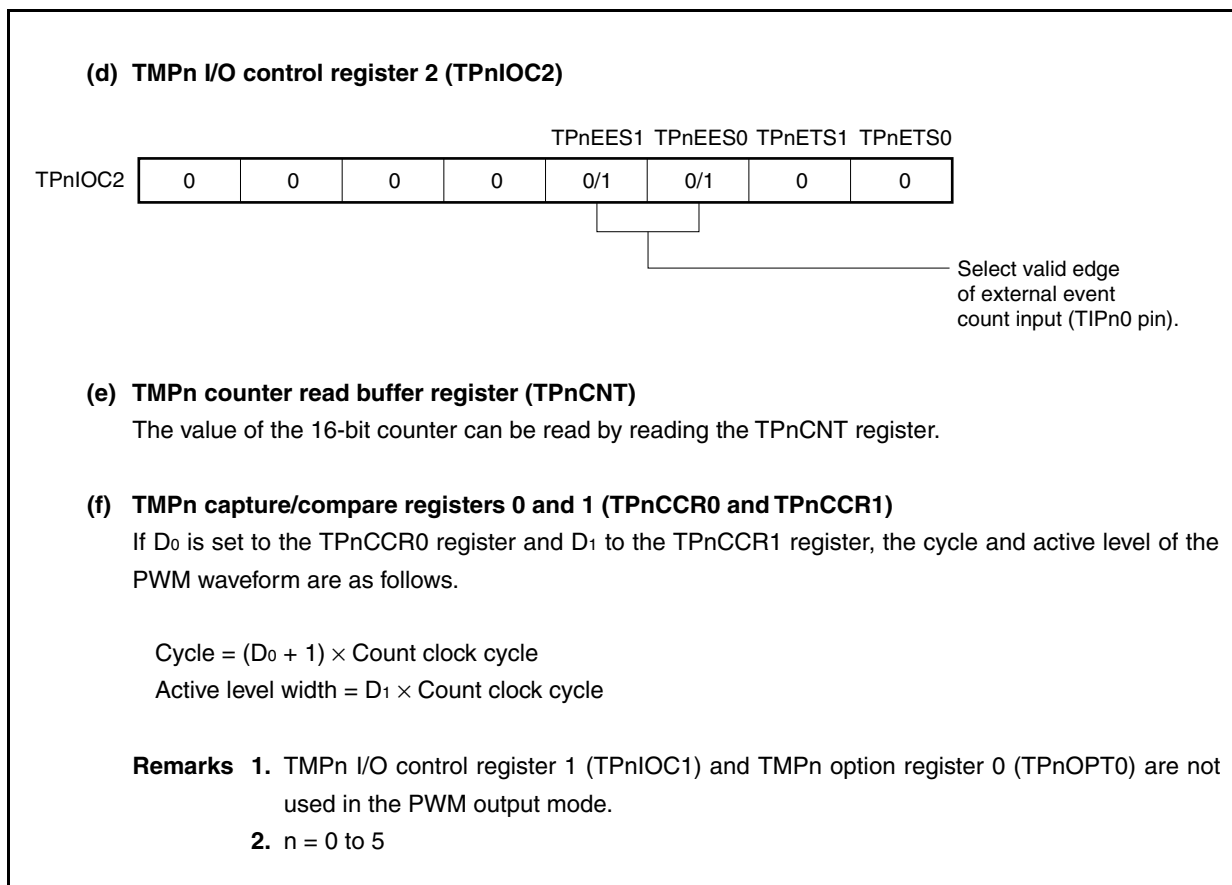 (d) TMPn I/O control register 2 (TPnIOC2)
TPnEES1 TPnEES0 TPnETS1 TPnETS0
TPnIOC2 0 0 0 0 0/1 0/1 0 0
Select valid edge
of external event
count input (TIPn0 pin).
(e) TMPn counter read buffer register (TPnCNT)
The value of the 16-bit counter can be read by reading the TPnCNT register.
(f) TMPn capture/compare registers 0 and 1 (TPnCCR0 and TPnCCR1)
If D0 is set to the TPnCCR0 register and D1 to the TPnCCR1 register, the cycle and active level of the
PWM waveform are as follows.
Cycle = (D0 + 1) × Count clock cycle
Active level width = D1 × Count clock cycle
Remarks 1. TMPn I/O control register 1 (TPnIOC1) and TMPn option register 0 (TPnOPT0) are not
used in the PWM output mode.
2. n = 0 to 5